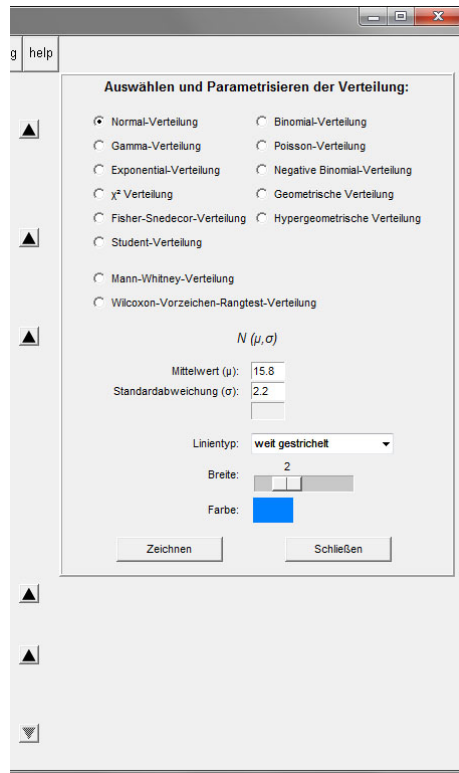 g help
Auswählen und Parametrisieren der Verteilung:
Normal-Verteilung Binomial-Verteilung
Gamma-Verteilung Poisson-Verteilung
Exponential-Verteilung Negative Binomial-Verteilung
χ² Verteilung Geometrische Verteilung
Fisher-Snedecor-Verteilung Hypergeometrische Verteilung
Student-Verteilung
Mann-Whitney-Verteilung
Wilcoxon-Vorzeichen-Rangtest-Verteilung
N (μ,σ)
Mittelwert (μ): 15.8
Standardabweichung (σ): 2.2
Linientyp: weit gestrichelt
2
Breite:
Farbe:
Zeichnen Schließen